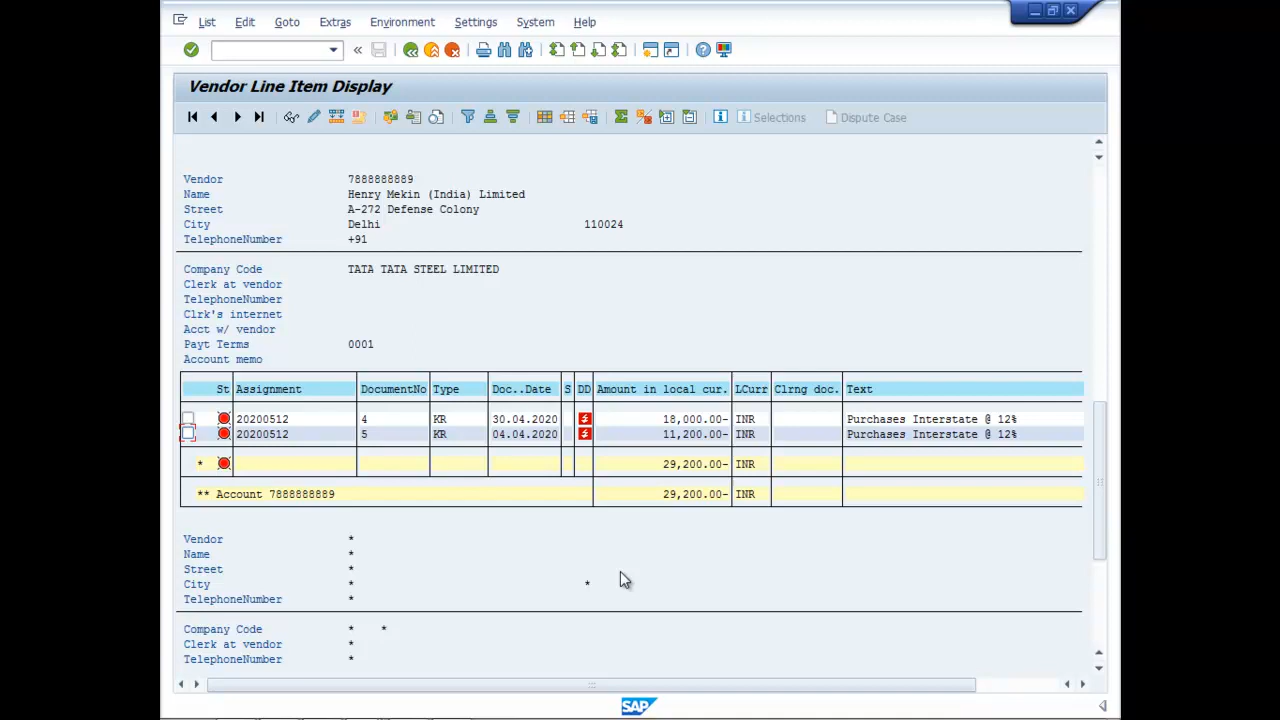 List Edit Goto Extras Environment Settings System Help
Vendor Line Item Display
Selections Dispute Case
Vendor 7888888889
Name Henry Mekin (India) Limited
Street A-272 Defense Colony
City Delhi 110024
TelephoneNumber +91
Company Code TATA TATA STEEL LIMITED
Clerk at vendor
TelephoneNumber
Clrk's internet
Acct w/ vendor
Payt Terms 0001
Account memo
St Assignment DocumentNo Type Doc..Date S DD Amount in local cur. LCurr Clrng doc. Text
20200512 4 KR 30.04.2020 18,000.00- INR Purchases Interstate @ 12%
20200512 5 KR 04.04.2020 11,200.00- INR Purchases Interstate @ 12%
* 29,200.00- INR
** Account 7888888889 29,200.00- INR
Vendor *
Name *
Street *
City * *
TelephoneNumber *
Company Code * *
Clerk at vendor *
TelephoneNumber *
SAP